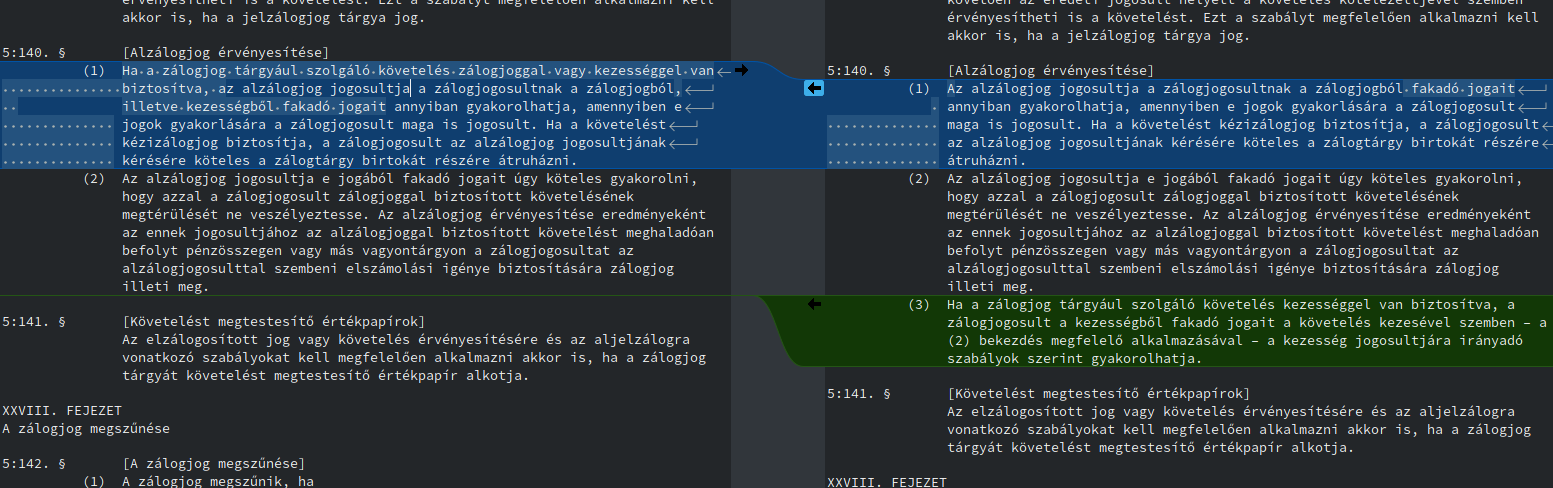 érvényesítheti is a követelést. Ezt a szabályt megfelelően alkalmazni kell
akkor is, ha a jelzálogjog tárgya jog.
5:140. § [Alzálogjog érvényesítése]
(1) Ha a zálogjog tárgyául szolgáló követelés zálogjoggal vagy kezességgel van
biztosítva, az alzálogjog jogosultja a zálogjogosultnak a zálogjogból,
illetve kezességből fakadó jogait annyiban gyakorolhatja, amennyiben e
jogok gyakorlására a zálogjogosult maga is jogosult. Ha a követelést
kézizálogjog biztosítja, a zálogjogosult az alzálogjog jogosultjának
kérésére köteles a zálogtárgy birtokát részére átruházni.
(2) Az alzálogjog jogosultja e jogából fakadó jogait úgy köteles gyakorolni,
hogy azzal a zálogjogosult zálogjoggal biztosított követelésének
megtérülését ne veszélyeztesse. Az alzálogjog érvényesítése eredményeként
az ennek jogosultjához az alzálogjoggal biztosított követelést meghaladóan
befolyt pénzösszegen vagy más vagyontárgyon a zálogjogosultat az
alzálogjogosulttal szembeni elszámolási igénye biztosítására zálogjog
illeti meg.
5:141. § [Követelést megtestesítő értékpapírok]
Az elzálogosított jog vagy követelés érvényesítésére és az aljelzálogra
vonatkozó szabályokat kell megfelelően alkalmazni akkor is, ha a zálogjog
tárgyát követelést megtestesítő értékpapír alkotja.
XXVIII. FEJEZET
A zálogjog megszűnése
5:142. § [A zálogjog megszűnése]
(1) A zálogjog megszűnik, ha
követően az eredeti jogosult helyett a követelés kötelezettjével szemben
érvényesítheti is a követelést. Ezt a szabályt megfelelően alkalmazni kell
akkor is, ha a jelzálogjog tárgya jog.
5:140. § [Alzálogjog érvényesítése]
(1) Az alzálogjog jogosultja a zálogjogosultnak a zálogjogból fakadó jogait
annyiban gyakorolhatja, amennyiben e jogok gyakorlására a zálogjogosult
maga is jogosult. Ha a követelést kézizálogjog biztosítja, a zálogjogosult
az alzálogjog jogosultjának kérésére köteles a zálogtárgy birtokát részére
átruházni.
(2) Az alzálogjog jogosultja e jogából fakadó jogait úgy köteles gyakorolni,
hogy azzal a zálogjogosult zálogjoggal biztosított követelésének
megtérülését ne veszélyeztesse. Az alzálogjog érvényesítése eredményeként
az ennek jogosultjához az alzálogjoggal biztosított követelést meghaladóan
befolyt pénzösszegen vagy más vagyontárgyon a zálogjogosultat az
alzálogjogosulttal szembeni elszámolási igénye biztosítására zálogjog
illeti meg.
(3) Ha a zálogjog tárgyául szolgáló követelés kezességgel van biztosítva, a
zálogjogosult a kezességből fakadó jogait a követelés kezesével szemben – a
(2) bekezdés megfelelő alkalmazásával – a kezesség jogosultjára irányadó
szabályok szerint gyakorolhatja.
5:141. § [Követelést megtestesítő értékpapírok]
Az elzálogosított jog vagy követelés érvényesítésére és az aljelzálogra
vonatkozó szabályokat kell megfelelően alkalmazni akkor is, ha a zálogjog
tárgyát követelést megtestesítő értékpapír alkotja.
XXVIII. FEJEZET